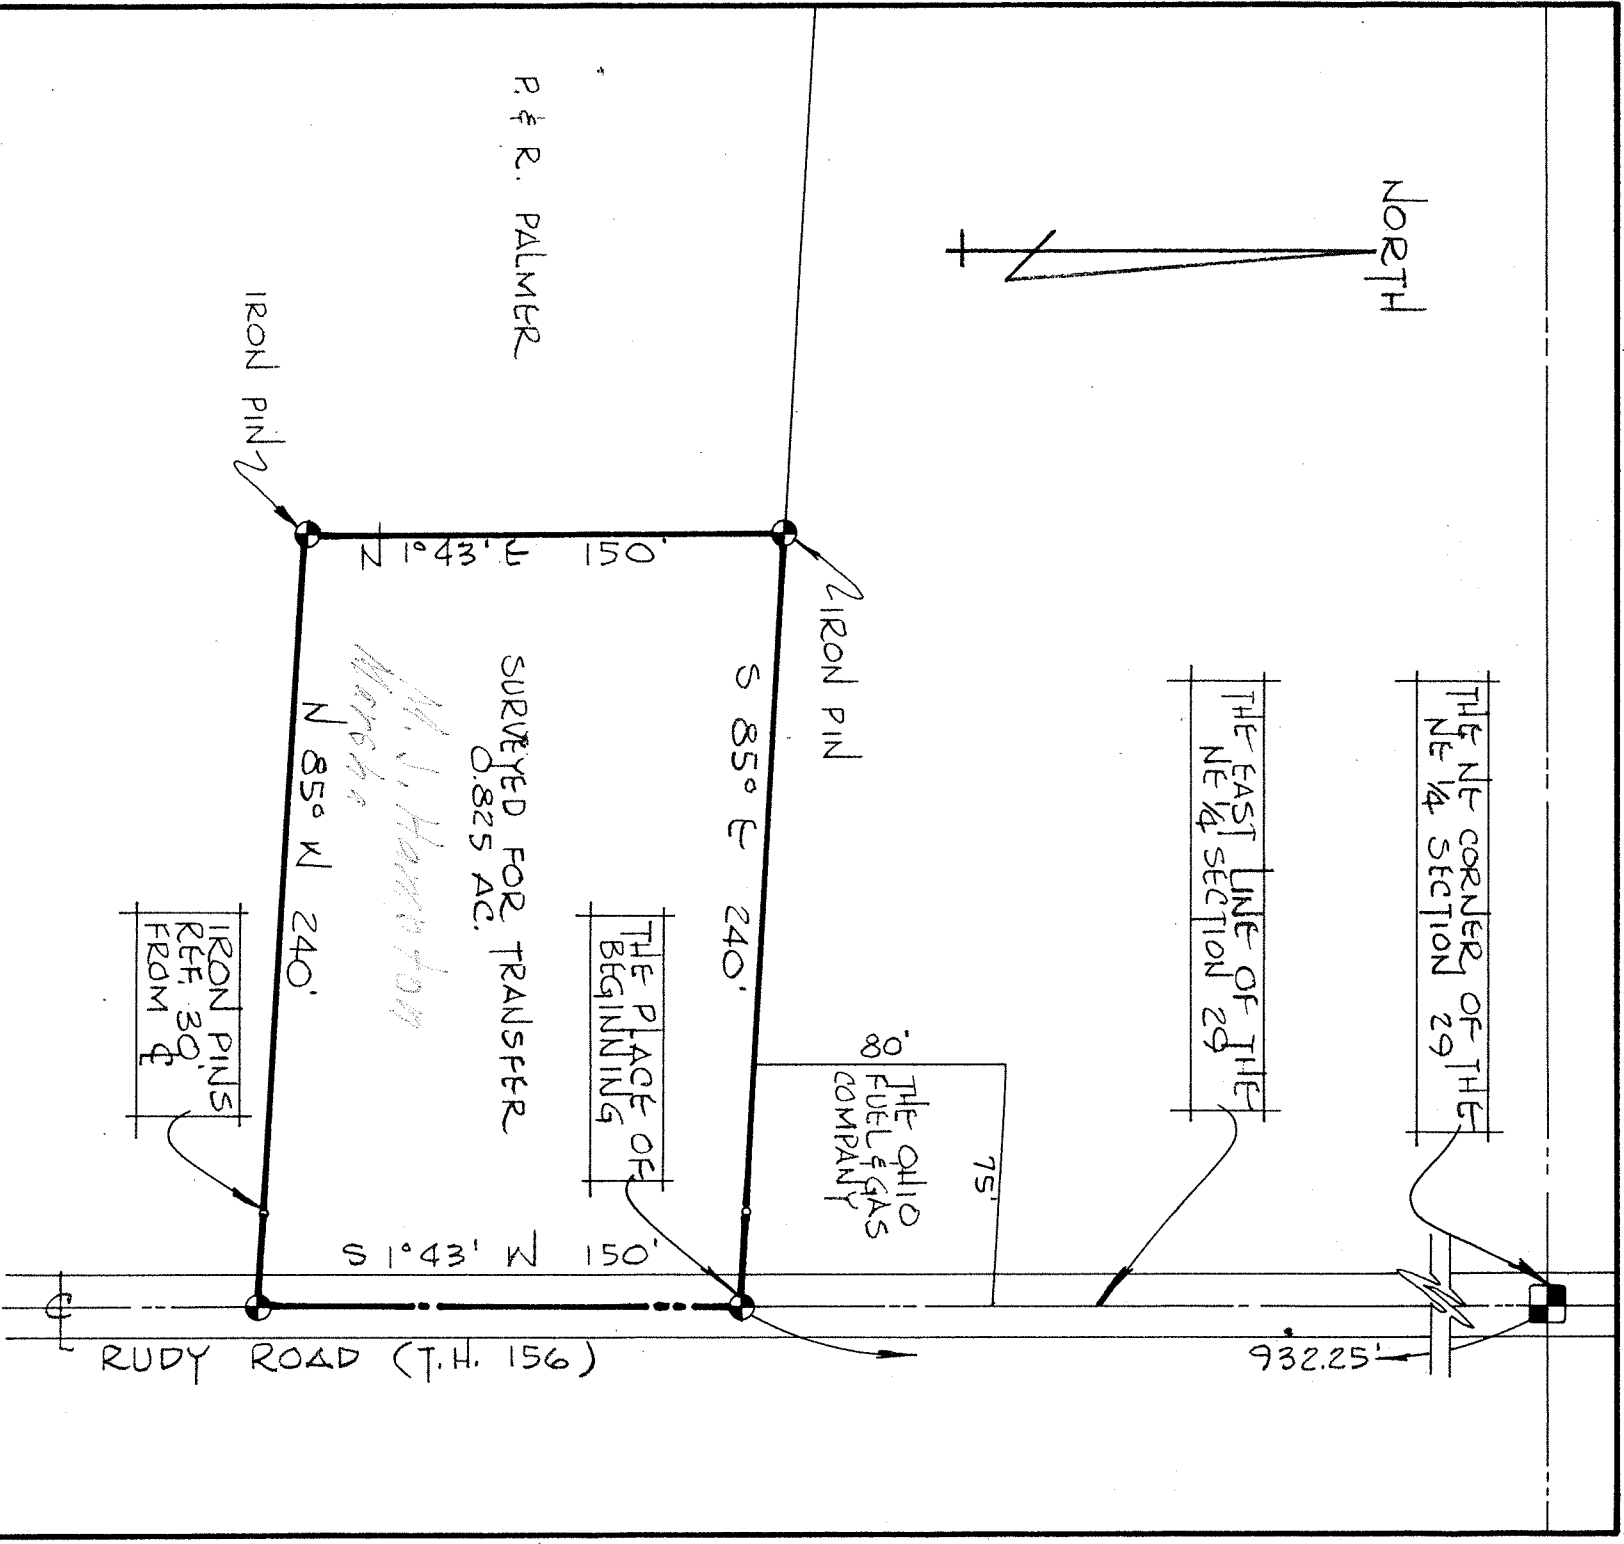 NORTH
P. & R. PALMER
IRON PIN
IRON PIN
N 1°43' E 150'
S 85° E 240'
N 85° W 240'
S 1°43' W 150'
SURVEYED FOR TRANSFER
0.825 AC.
THE PLACE OF
BEGINNING
IRON PINS
REF. 30'
FROM ℄
THE OHIO
FUEL & GAS
COMPANY
80'
75'
THE EAST LINE OF THE
NE 1/4 SECTION 29
THE NE CORNER OF THE
NE 1/4 SECTION 29
932.25'
℄
RUDY ROAD (T.H. 156)